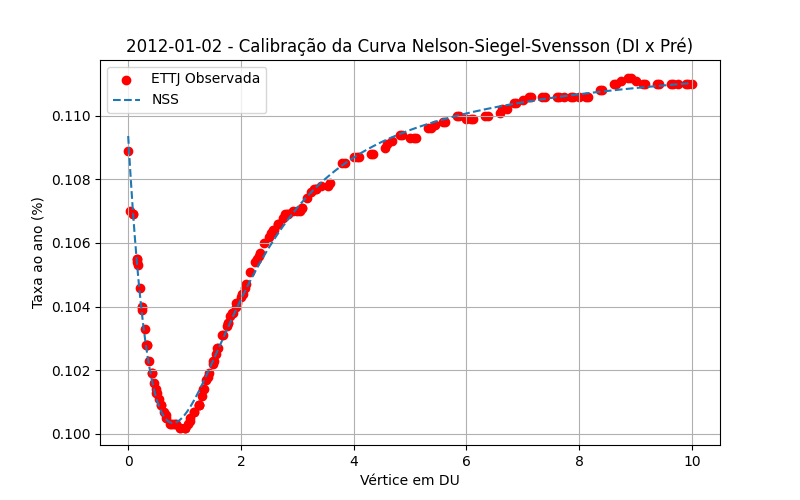 2012-01-02 - Calibração da Curva Nelson-Siegel-Svensson (DI x Pré)
ETTJ Observada
NSS
Taxa ao ano (%)
0.110
0.108
0.106
0.104
0.102
0.100
0 2 4 6 8 10
Vértice em DU